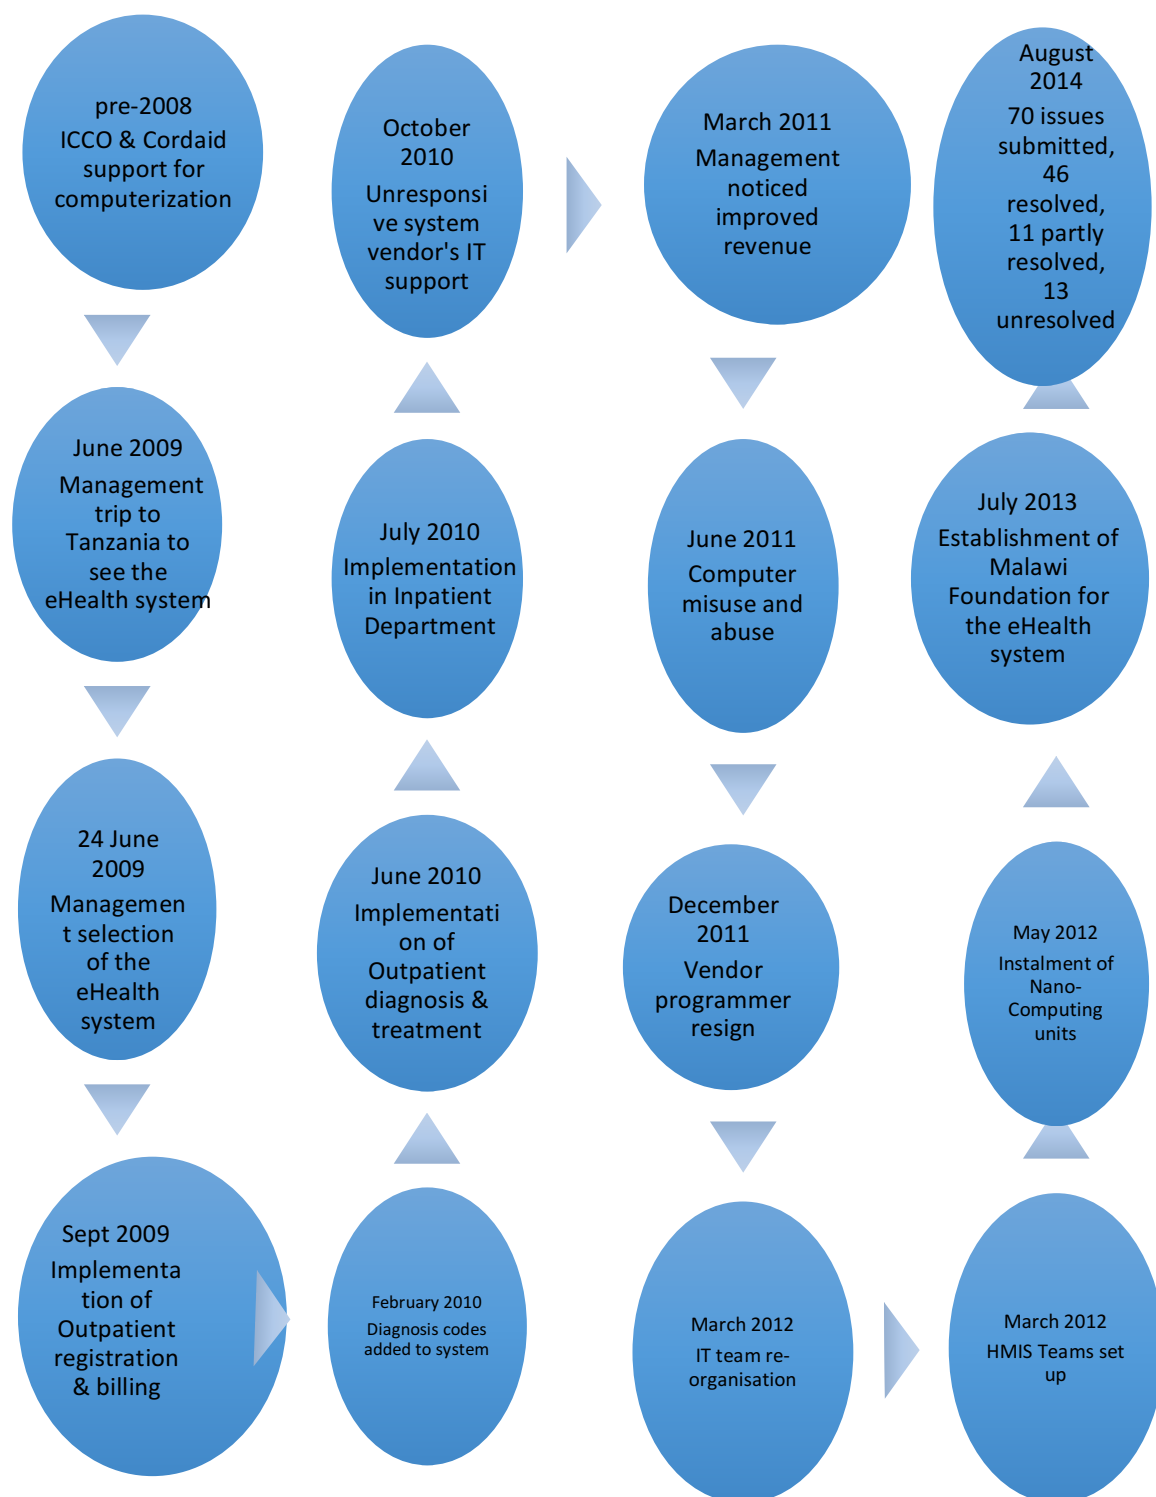 pre-2008
ICCO & Cordaid
support for
computerization
June 2009
Management
trip to
Tanzania to
see the
eHealth system
24 June
2009
Managemen
t selection
of the
eHealth
system
Sept 2009
Implementa
tion of
Outpatient
registration
& billing
February 2010
Diagnosis codes
added to system
June 2010
Implementati
on of
Outpatient
diagnosis &
treatment
July 2010
Implementation
in Inpatient
Department
October
2010
Unresponsi
ve system
vendor's IT
support
March 2011
Management
noticed
improved
revenue
June 2011
Computer
misuse and
abuse
December
2011
Vendor
programmer
resign
March 2012
IT team re-
organisation
March 2012
HMIS Teams set
up
May 2012
Instalment of
Nano-
Computing
units
July 2013
Establishment of
Malawi
Foundation for
the eHealth
system
August
2014
70 issues
submitted,
46
resolved,
11 partly
resolved,
13
unresolved